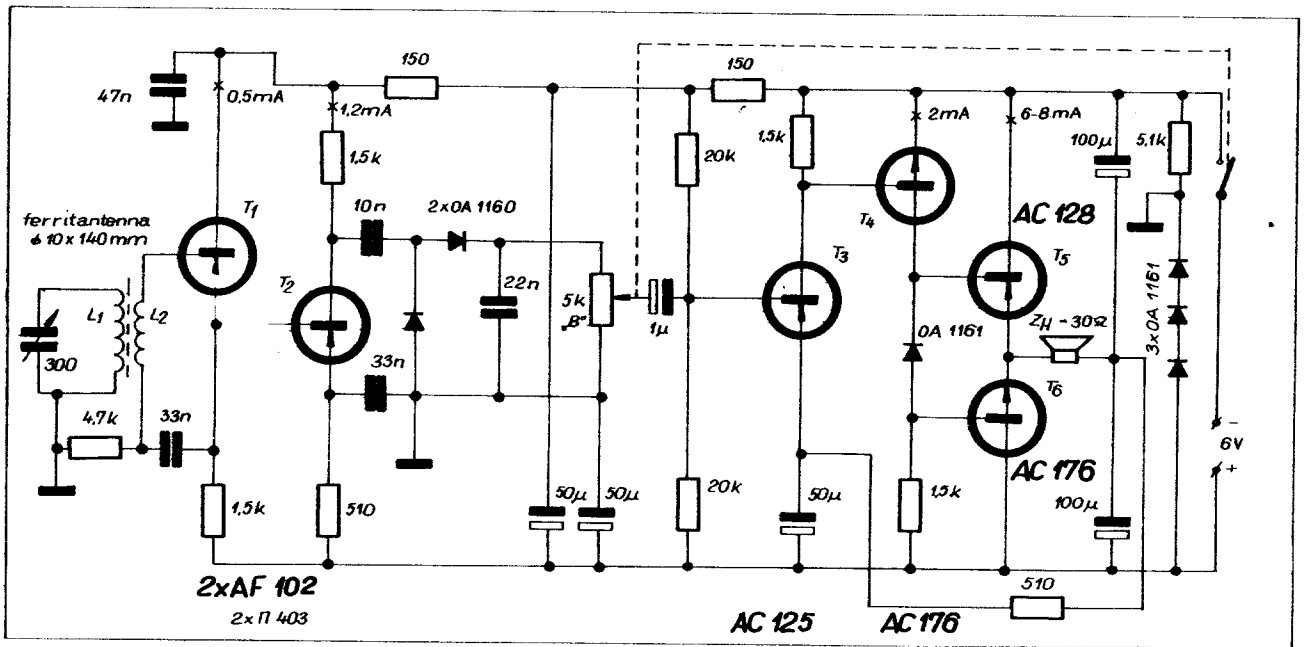 47n
0,5mA
1,2mA
150
150
1,5k
20k
1,5k
2mA
6-8mA
100µ
5,1k
ferritantenna
ø 10x140mm
T1
10n
2x0A 1160
T4
AC 128
T2
22n
T3
T5
L1
L2
5k
„B"
1µ
0A 1161
ZH - 30Ω
3x0A 1161
300
33n
T6
4,7k
33n
-
6V
+
AC 176
1,5k
510
50µ
50µ
20k
50µ
1,5k
100µ
2xAF 102
2x П 403
510
AC 125
AC 176